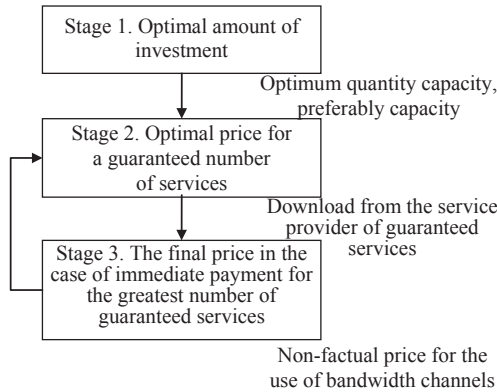 Stage 1. Optimal amount of
investment
Optimum quantity capacity,
preferably capacity
Stage 2. Optimal price for
a guaranteed number
of services
Download from the service
provider of guaranteed
services
Stage 3. The final price in the
case of immediate payment for
the greatest number of
guaranteed services
Non-factual price for the
use of bandwidth channels